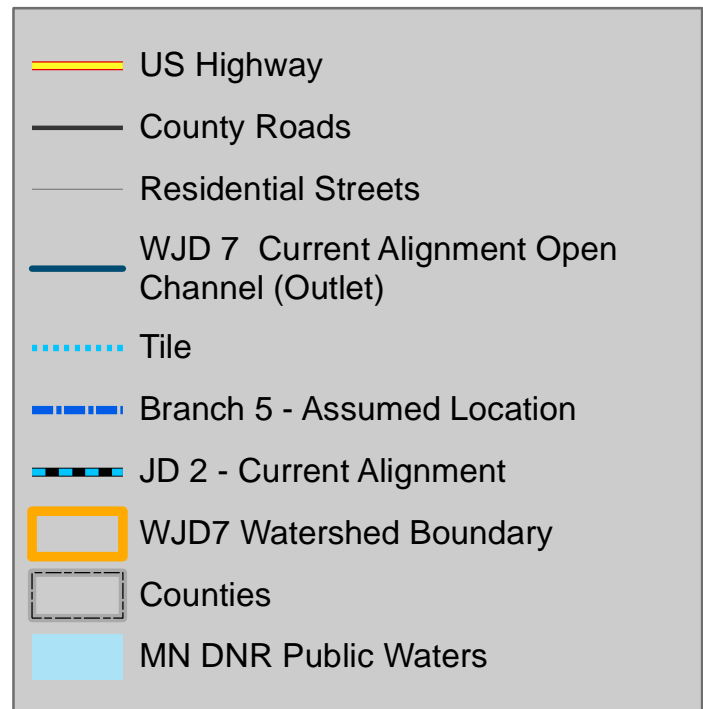 US Highway
County Roads
Residential Streets
WJD 7  Current Alignment Open
Channel (Outlet)
Tile
Branch 5 - Assumed Location
JD 2 - Current Alignment
WJD7 Watershed Boundary
Counties
MN DNR Public Waters